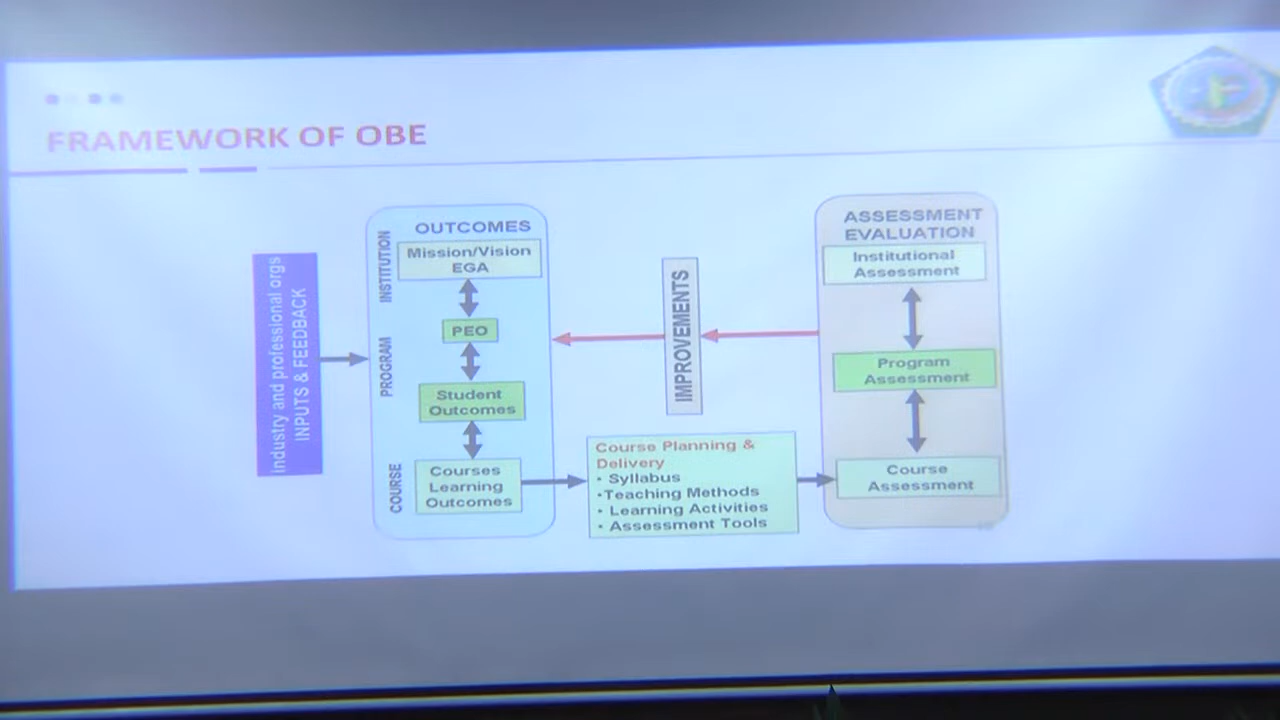 FRAMEWORK OF OBE
Industry and professional orgs
INPUTS & FEEDBACK
INSTITUTION
PROGRAM
COURSE
OUTCOMES
Mission/Vision
EGA
PEO
Student
Outcomes
Courses
Learning
Outcomes
IMPROVEMENTS
Course Planning &
Delivery
• Syllabus
•Teaching Methods
• Learning Activities
• Assessment Tools
ASSESSMENT
EVALUATION
Institutional
Assessment
Program
Assessment
Course
Assessment